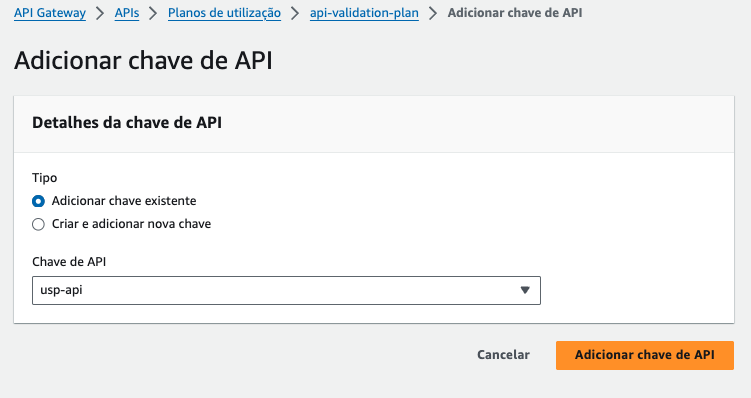 API Gateway > APIs > Planos de utilização > api-validation-plan > Adicionar chave de API
Adicionar chave de API
Detalhes da chave de API
Tipo
Adicionar chave existente
Criar e adicionar nova chave
Chave de API
usp-api
Cancelar Adicionar chave de API